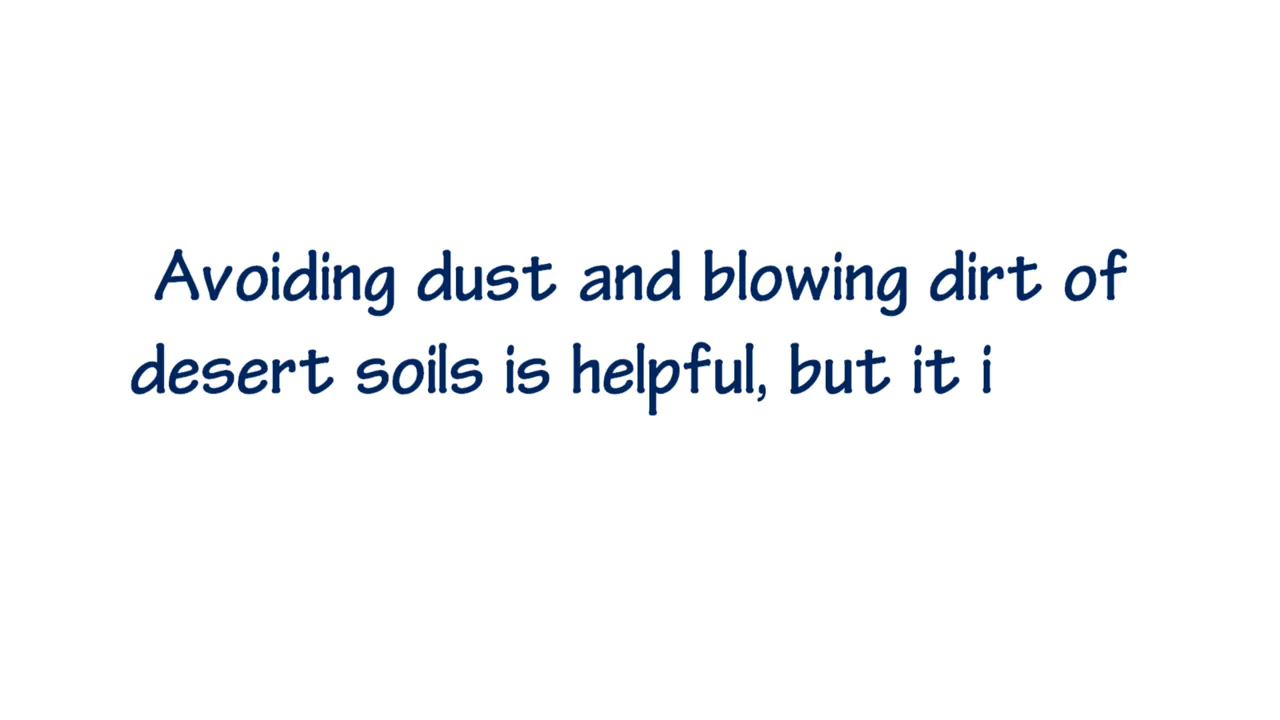 Avoiding dust and blowing dirt of
desert soils is helpful, but it i